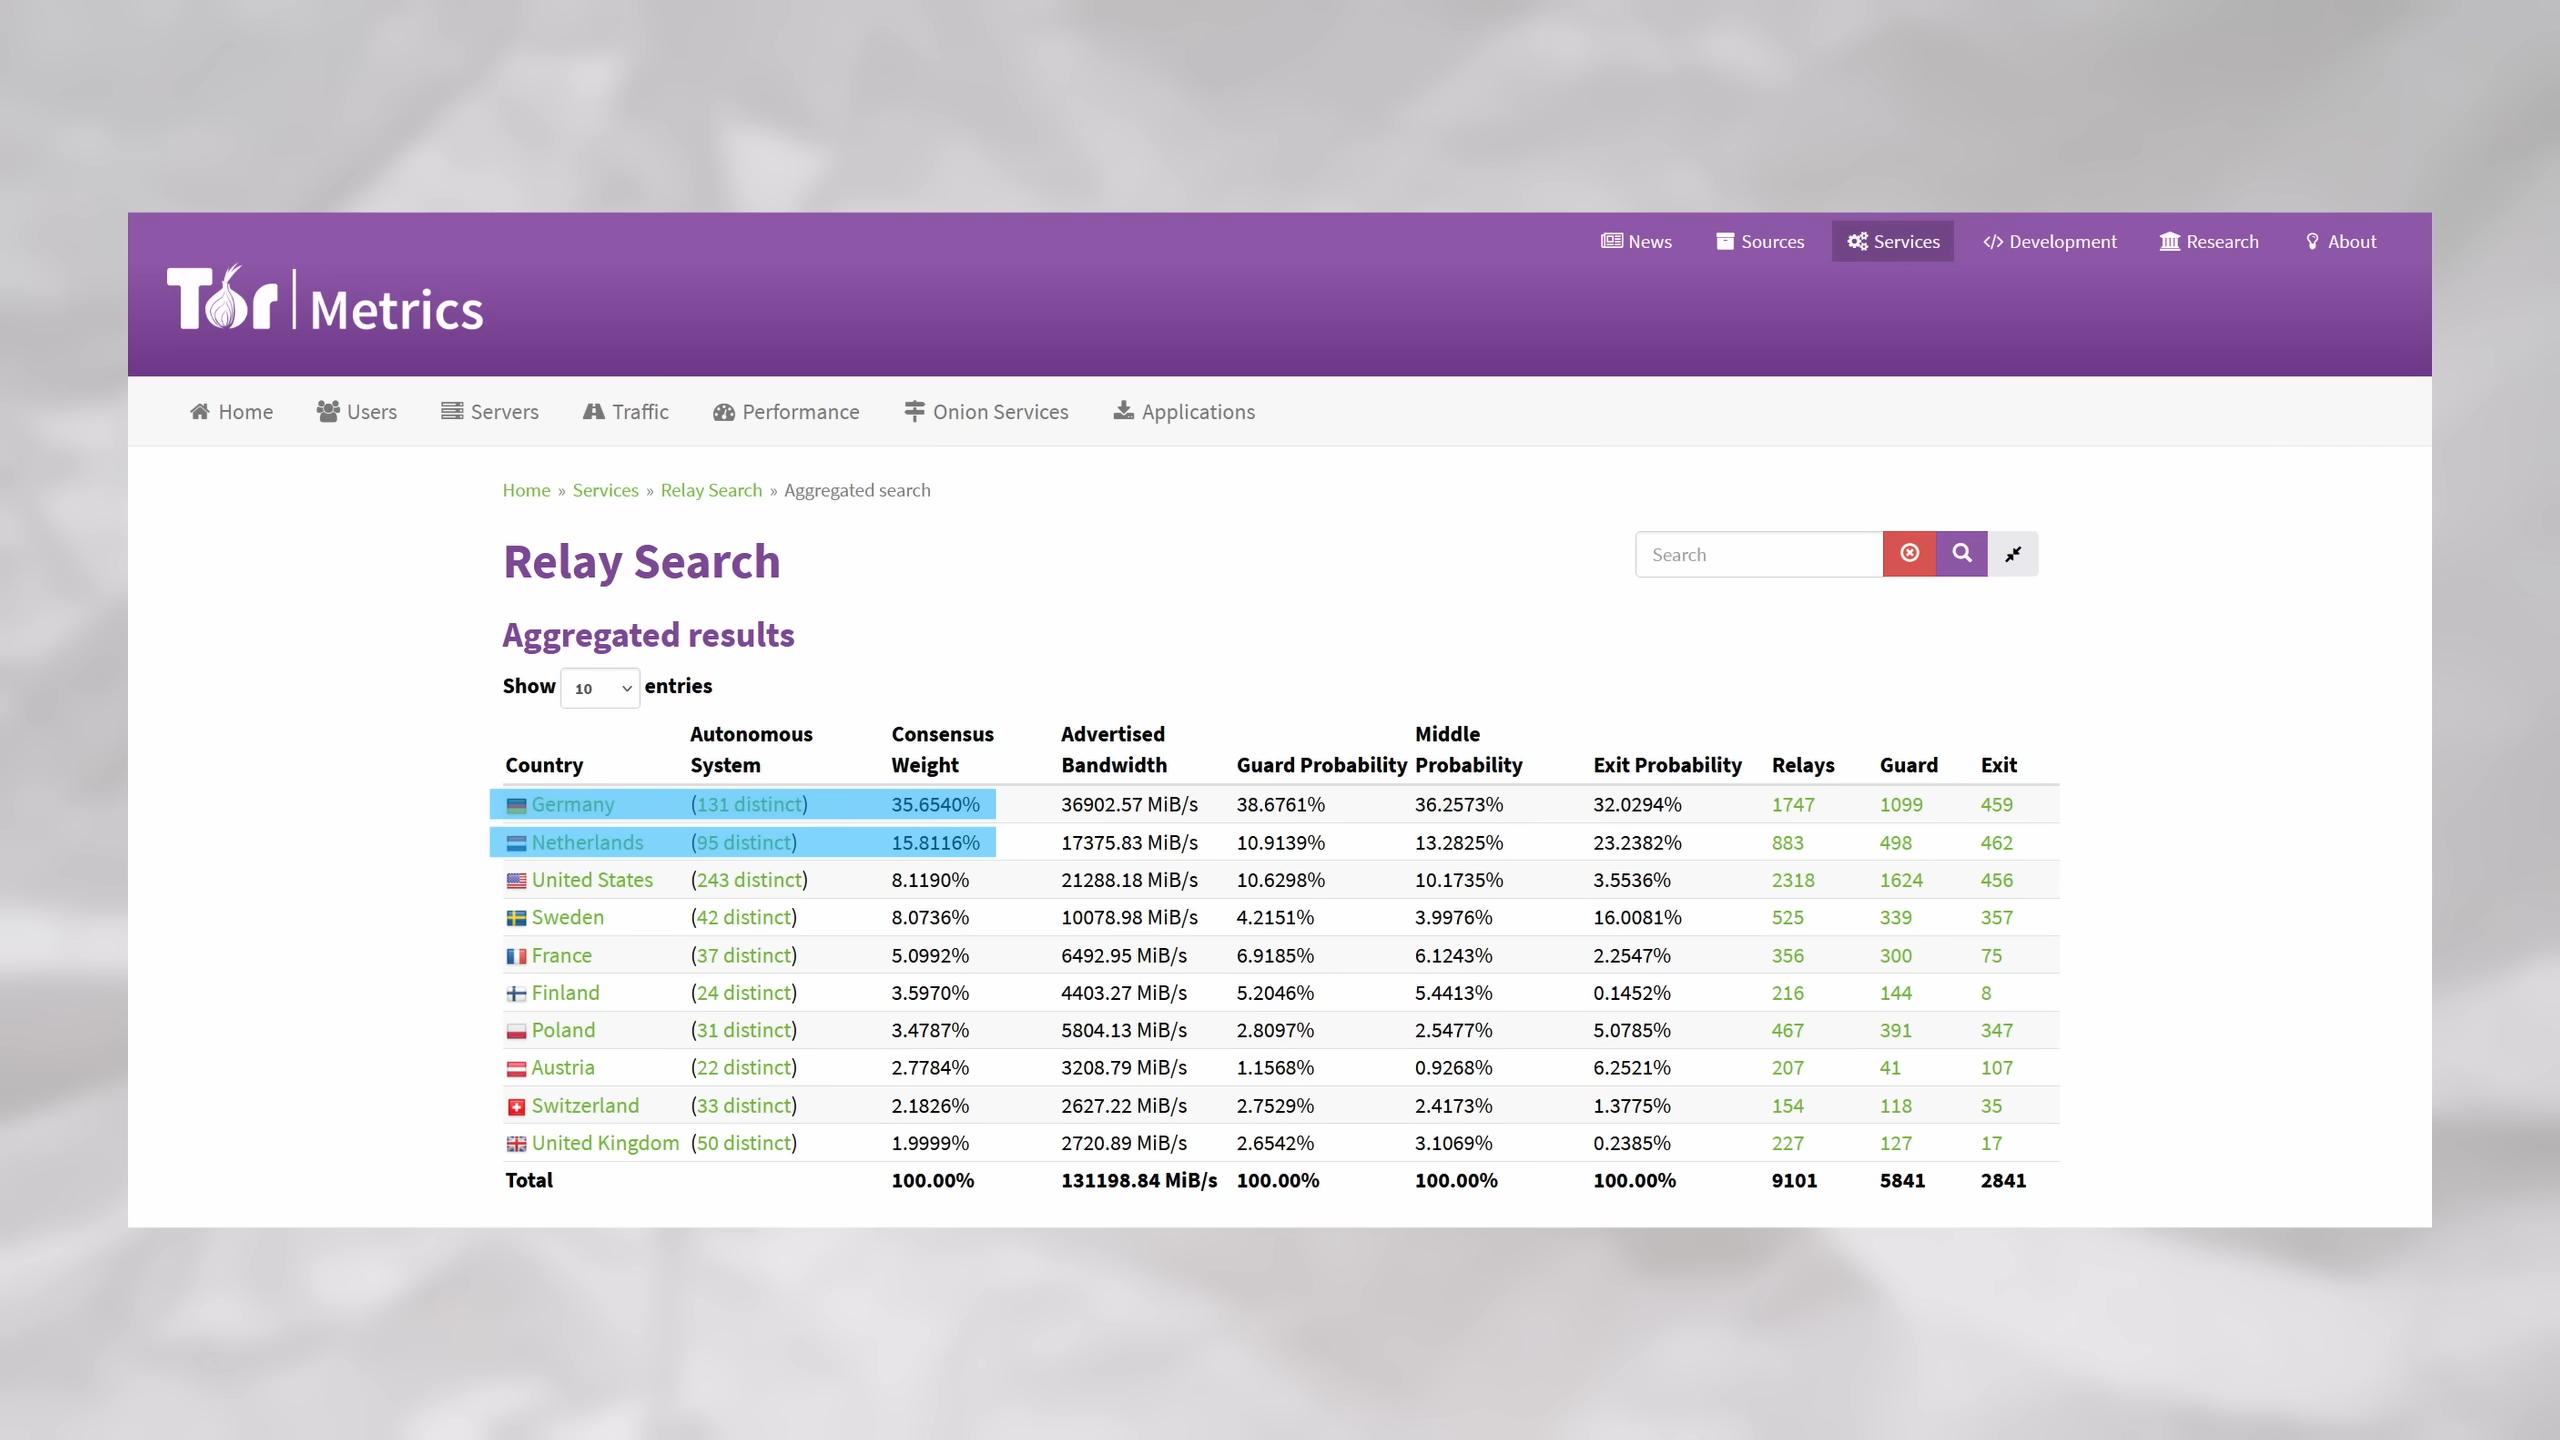 News Sources Services Development Research About
Tor Metrics
Home Users Servers Traffic Performance Onion Services Applications
Home » Services » Relay Search » Aggregated search
Relay Search
Search
Aggregated results
Show 10 entries
Country Autonomous System Consensus Weight Advertised Bandwidth Guard Probability Middle Probability Exit Probability Relays Guard Exit
Germany (131 distinct) 35.6540% 36902.57 MiB/s 38.6761% 36.2573% 32.0294% 1747 1099 459
Netherlands (95 distinct) 15.8116% 17375.83 MiB/s 10.9139% 13.2825% 23.2382% 883 498 462
United States (243 distinct) 8.1190% 21288.18 MiB/s 10.6298% 10.1735% 3.5536% 2318 1624 456
Sweden (42 distinct) 8.0736% 10078.98 MiB/s 4.2151% 3.9976% 16.0081% 525 339 357
France (37 distinct) 5.0992% 6492.95 MiB/s 6.9185% 6.1243% 2.2547% 356 300 75
Finland (24 distinct) 3.5970% 4403.27 MiB/s 5.2046% 5.4413% 0.1452% 216 144 8
Poland (31 distinct) 3.4787% 5804.13 MiB/s 2.8097% 2.5477% 5.0785% 467 391 347
Austria (22 distinct) 2.7784% 3208.79 MiB/s 1.1568% 0.9268% 6.2521% 207 41 107
Switzerland (33 distinct) 2.1826% 2627.22 MiB/s 2.7529% 2.4173% 1.3775% 154 118 35
United Kingdom (50 distinct) 1.9999% 2720.89 MiB/s 2.6542% 3.1069% 0.2385% 227 127 17
Total 100.00% 131198.84 MiB/s 100.00% 100.00% 100.00% 9101 5841 2841